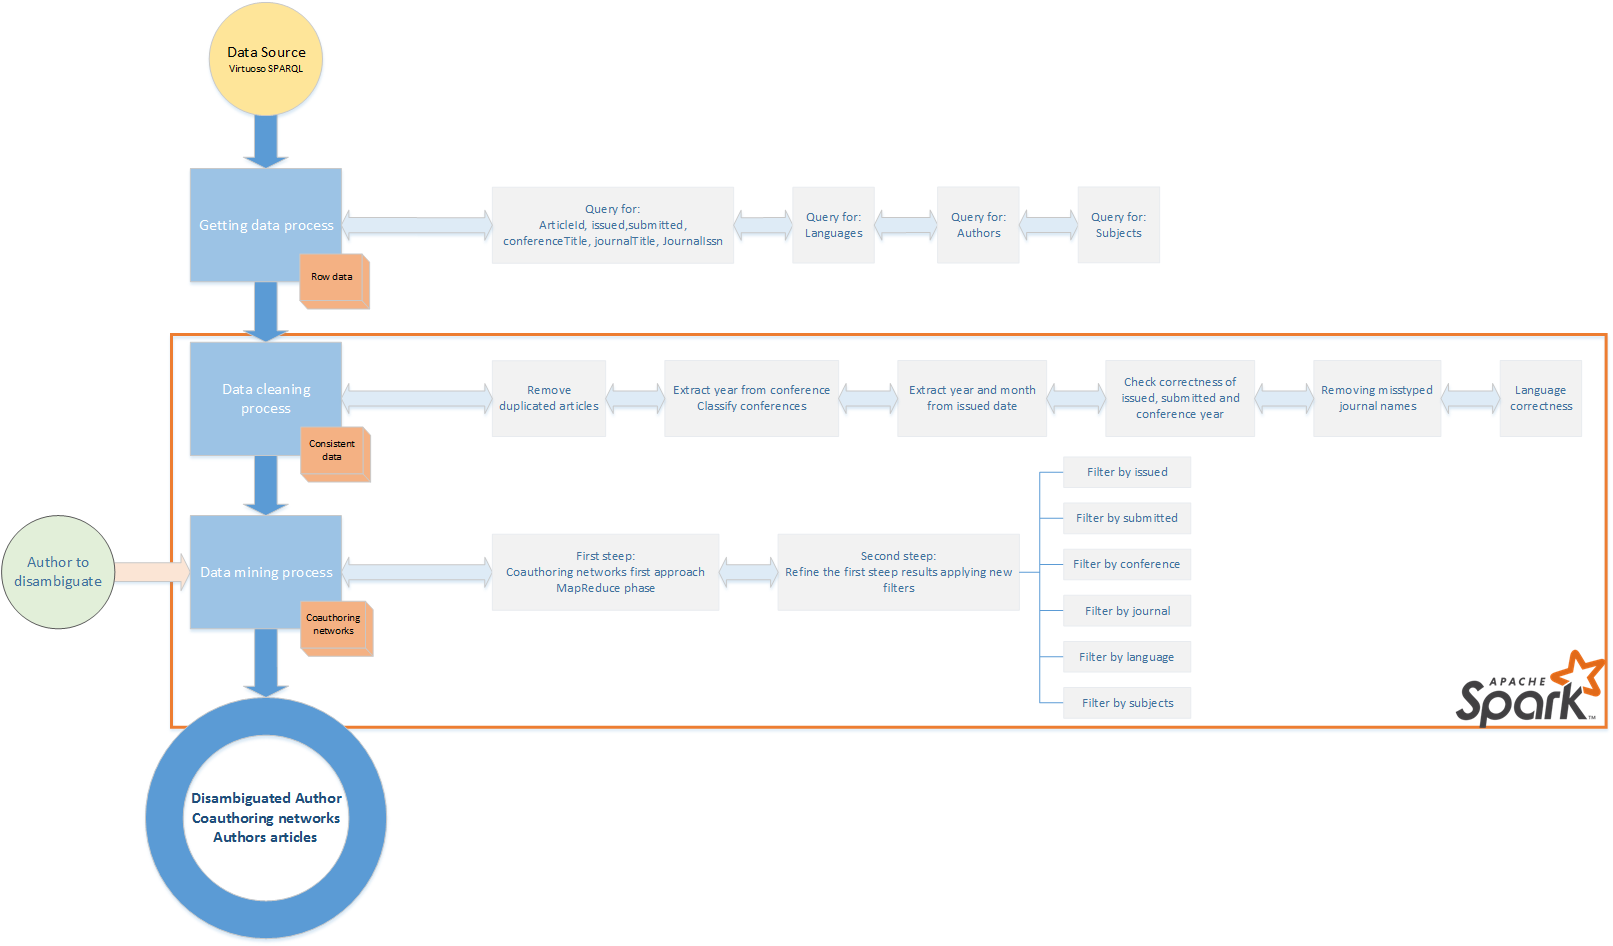 Data Source
Virtuoso SPARQL
Getting data process
Row data
Query for:
ArticleId, issued,submitted,
conferenceTitle, journalTitle, JournalIssn
Query for:
Languages
Query for:
Authors
Query for:
Subjects
Data cleaning
process
Consistent
data
Remove
duplicated articles
Extract year from conference
Classify conferences
Extract year and month
from issued date
Check correctness of
issued, submitted and
conference year
Removing misstyped
journal names
Language
correctness
Author to
disambiguate
Data mining process
Coauthoring
networks
First steep:
Coauthoring networks first approach
MapReduce phase
Second steep:
Refine the first steep results applying new
filters
Filter by issued
Filter by submitted
Filter by conference
Filter by journal
Filter by language
Filter by subjects
APACHE
Spark™
Disambiguated Author
Coauthoring networks
Authors articles